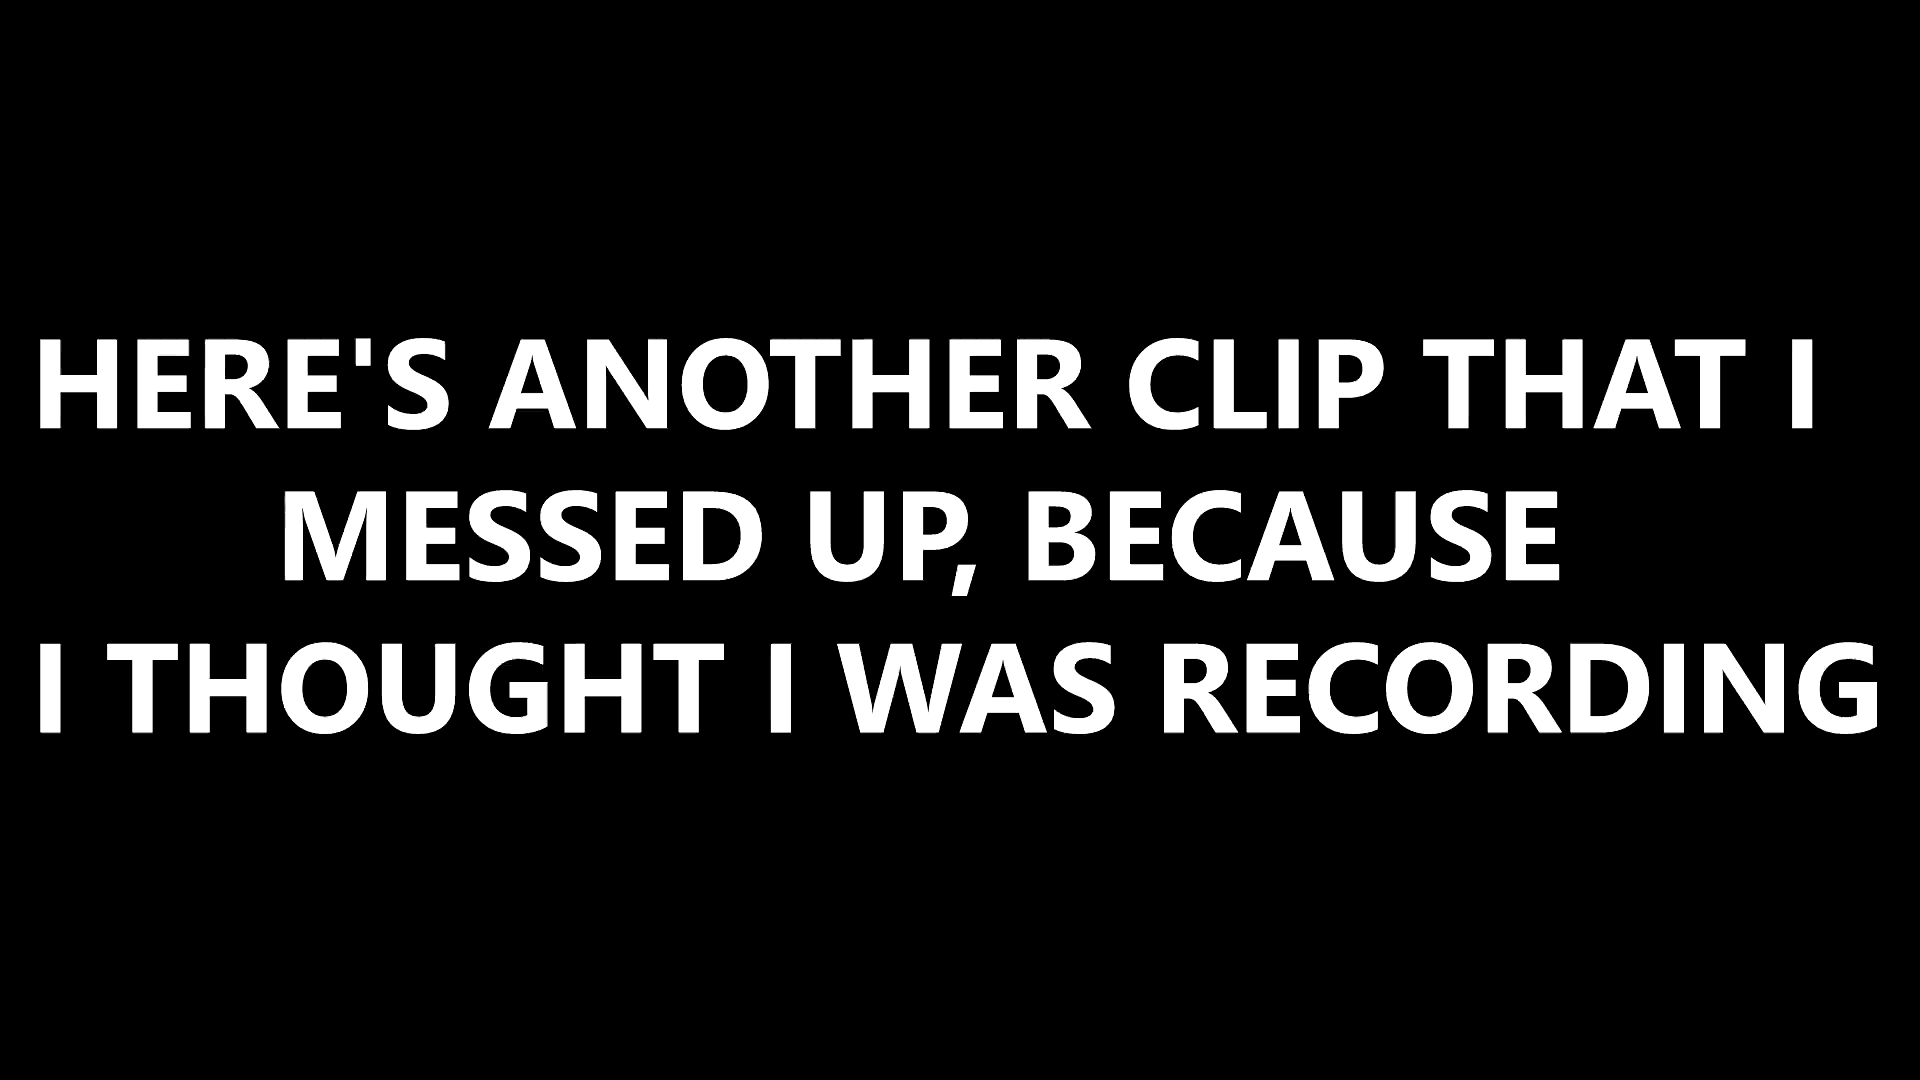 HERE'S ANOTHER CLIP THAT I
MESSED UP, BECAUSE
I THOUGHT I WAS RECORDING